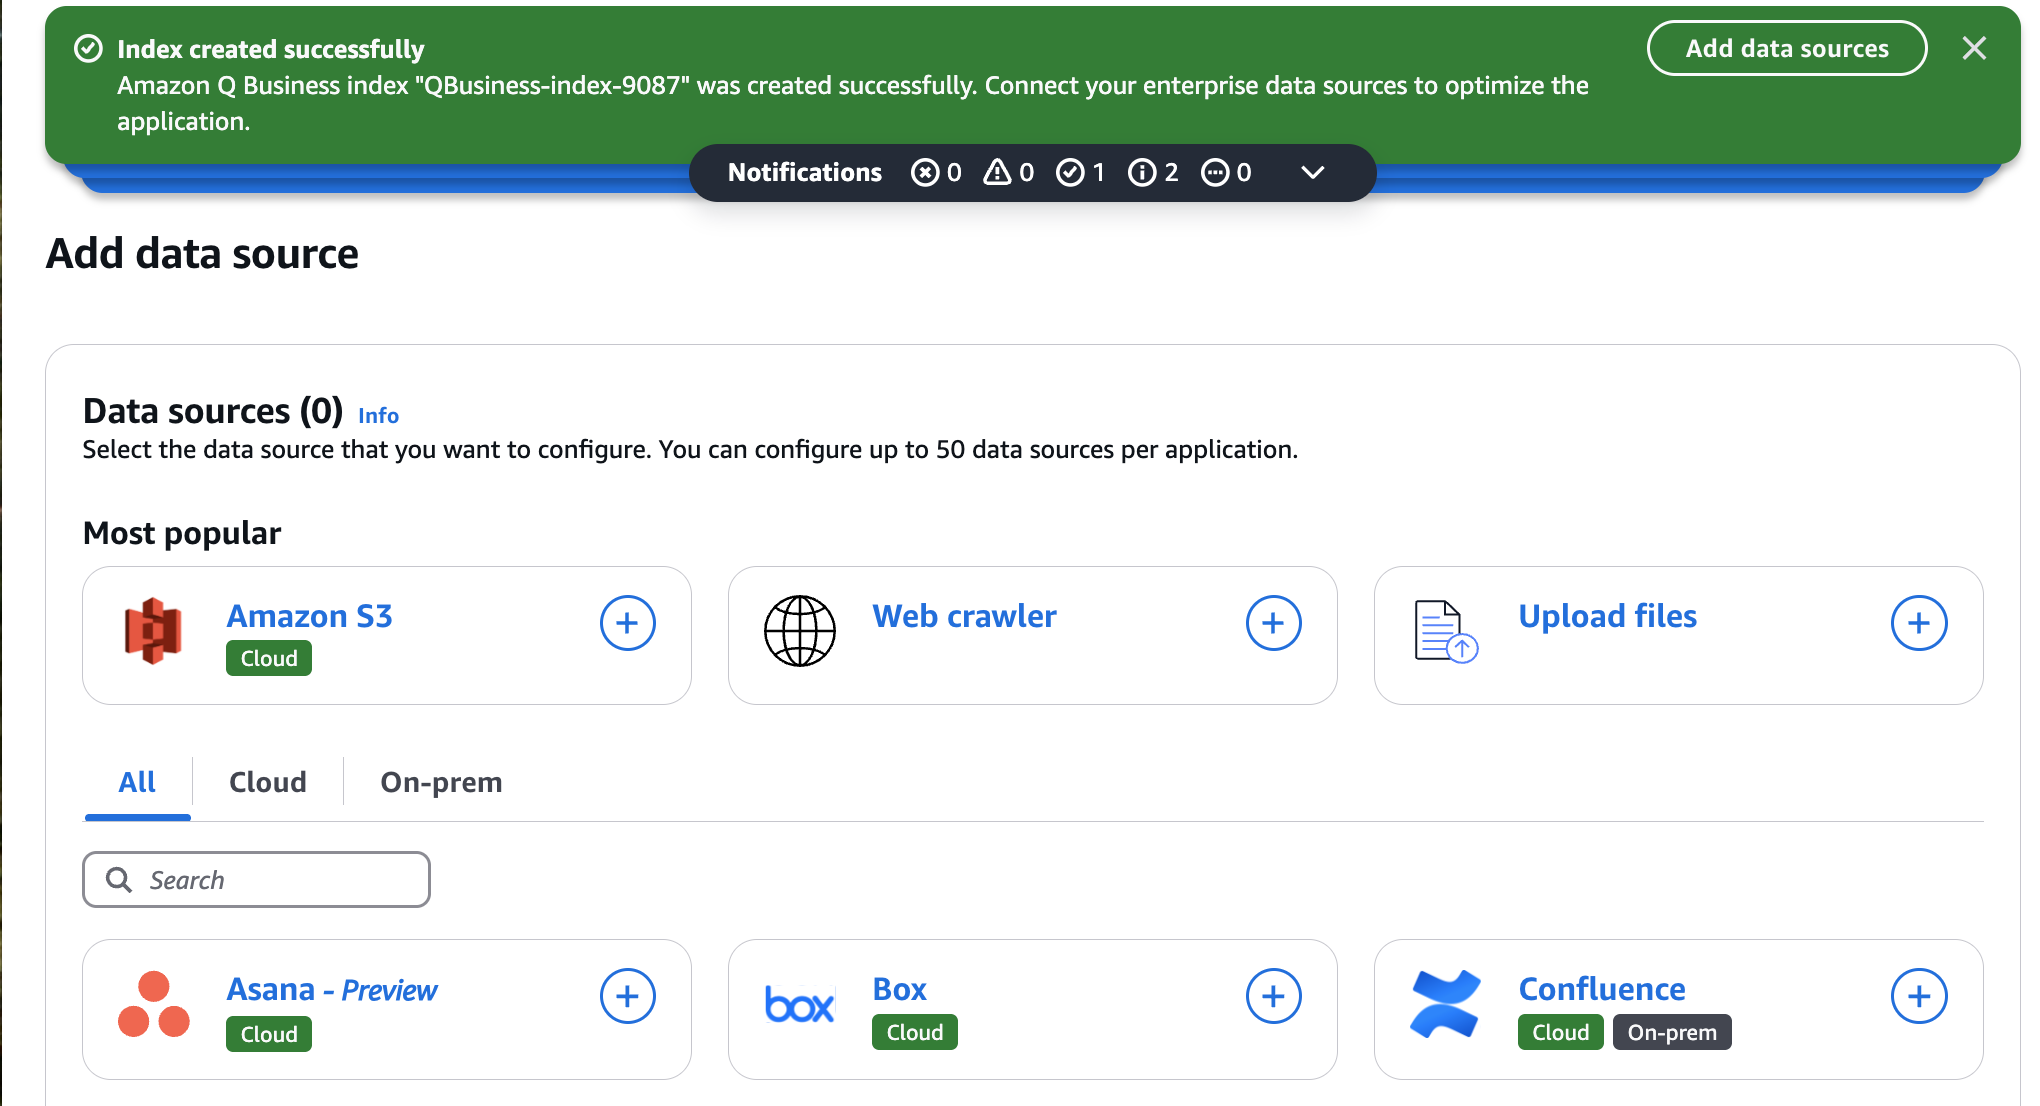 Index created successfully
Add data sources
Amazon Q Business index "QBusiness-index-9087" was created successfully. Connect your enterprise data sources to optimize the
application.
Notifications 0 0 1 2 0
Add data source
Data sources (0) Info
Select the data source that you want to configure. You can configure up to 50 data sources per application.
Most popular
Amazon S3
Cloud
Web crawler
Upload files
All Cloud On-prem
Search
Asana - Preview
Cloud
box
Box
Cloud
Confluence
Cloud On-prem